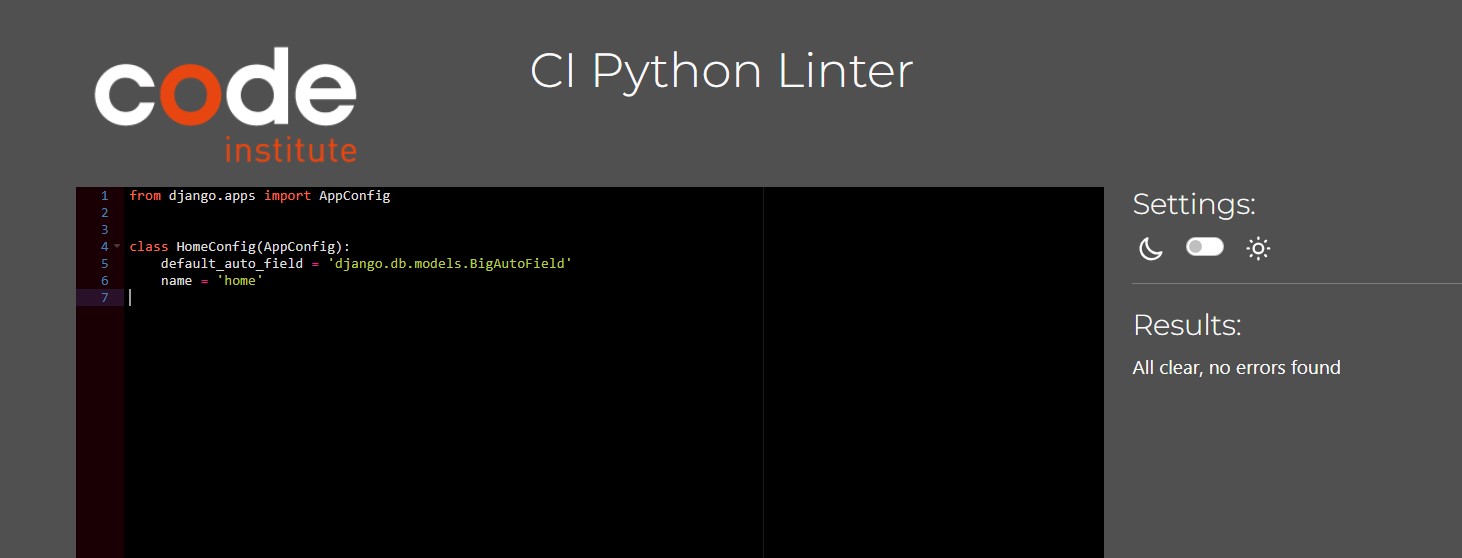 code
institute
CI Python Linter
1 from django.apps import AppConfig
2
3
4 class HomeConfig(AppConfig):
5     default_auto_field = 'django.db.models.BigAutoField'
6     name = 'home'
7
Settings:
Results:
All clear, no errors found